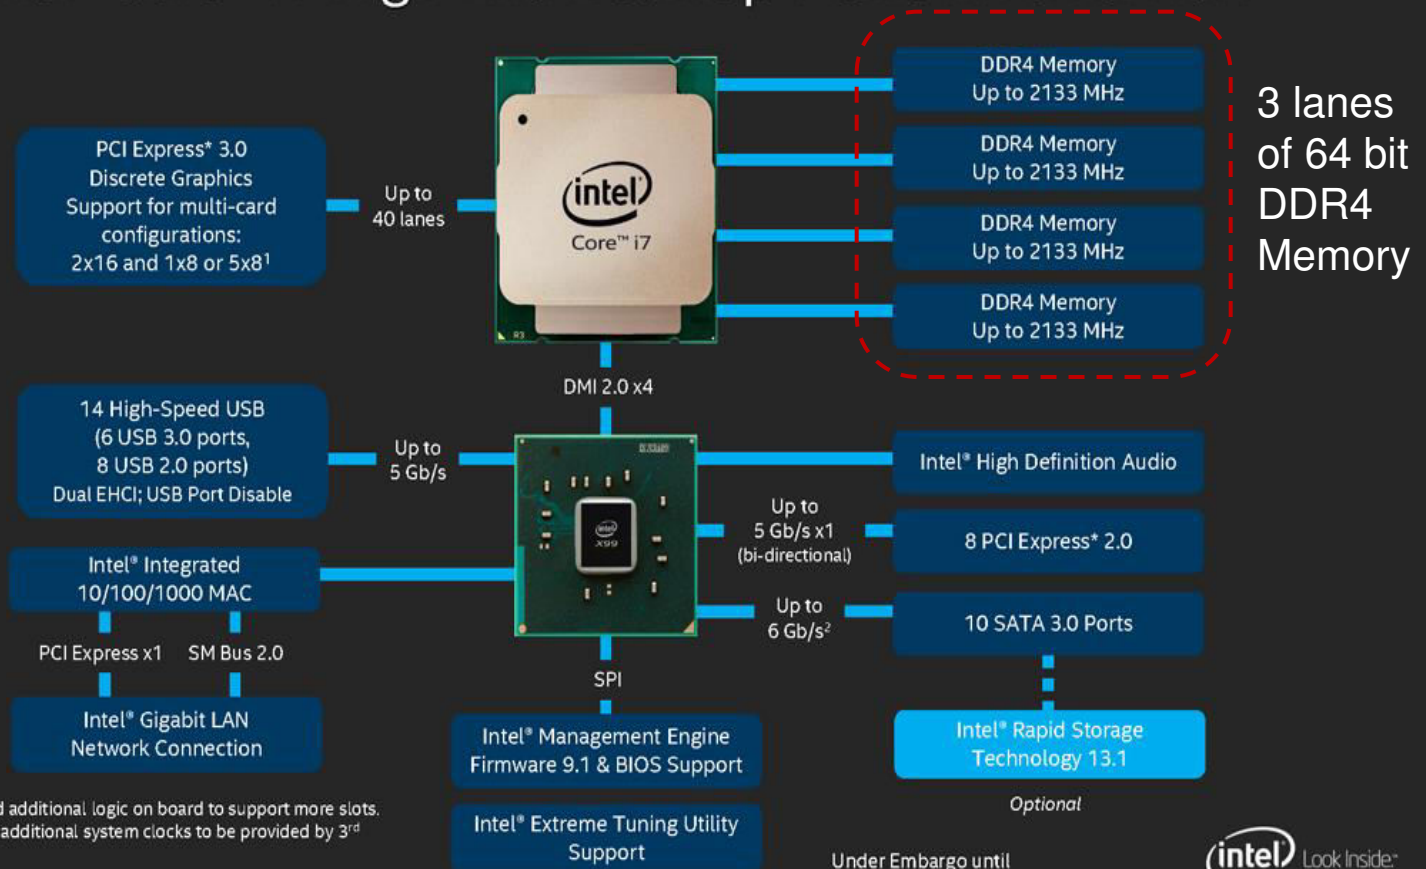 DDR4 Memory
Up to 2133 MHz
DDR4 Memory
Up to 2133 MHz
DDR4 Memory
Up to 2133 MHz
DDR4 Memory
Up to 2133 MHz
3 lanes
of 64 bit
DDR4
Memory
PCI Express* 3.0
Discrete Graphics
Support for multi-card
configurations:
2x16 and 1x8 or 5x8¹
Up to
40 lanes
intel
Core™ i7
R3
DMI 2.0 x4
14 High-Speed USB
(6 USB 3.0 ports,
8 USB 2.0 ports)
Dual EHCI; USB Port Disable
Up to
5 Gb/s
intel
X99
Intel® High Definition Audio
Up to
5 Gb/s x1
(bi-directional)
8 PCI Express* 2.0
Up to
6 Gb/s²
10 SATA 3.0 Ports
Intel® Integrated
10/100/1000 MAC
PCI Express x1
SM Bus 2.0
Intel® Gigabit LAN
Network Connection
SPI
Intel® Management Engine
Firmware 9.1 & BIOS Support
Intel® Extreme Tuning Utility
Support
Intel® Rapid Storage
Technology 13.1
Optional
additional logic on board to support more slots.
additional system clocks to be provided by 3rd
Under Embargo until
intel Look Inside.™